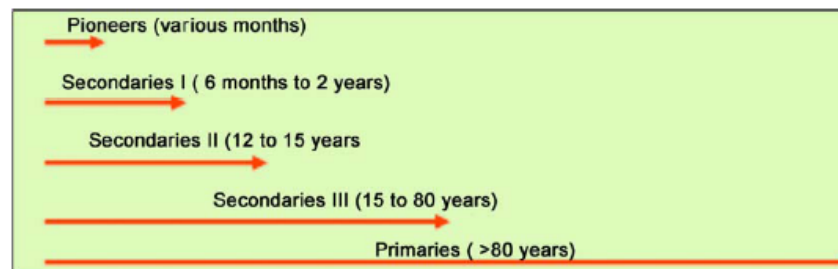 Pioneers (various months)
Secondaries I ( 6 months to 2 years)
Secondaries II (12 to 15 years
Secondaries III (15 to 80 years)
Primaries ( >80 years)